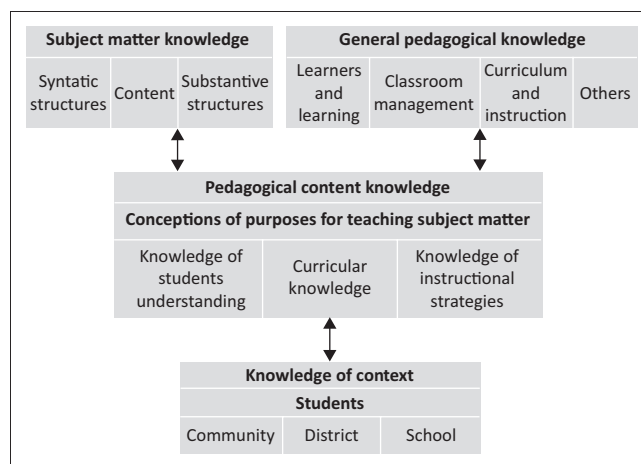 Subject matter knowledge
Syntatic
structures
Content
Substantive
structures
General pedagogical knowledge
Learners
and
learning
Classroom
management
Curriculum
and
instruction
Others
Pedagogical content knowledge
Conceptions of purposes for teaching subject matter
Knowledge of
students
understanding
Curricular
knowledge
Knowledge of
instructional
strategies
Knowledge of context
Students
Community
District
School